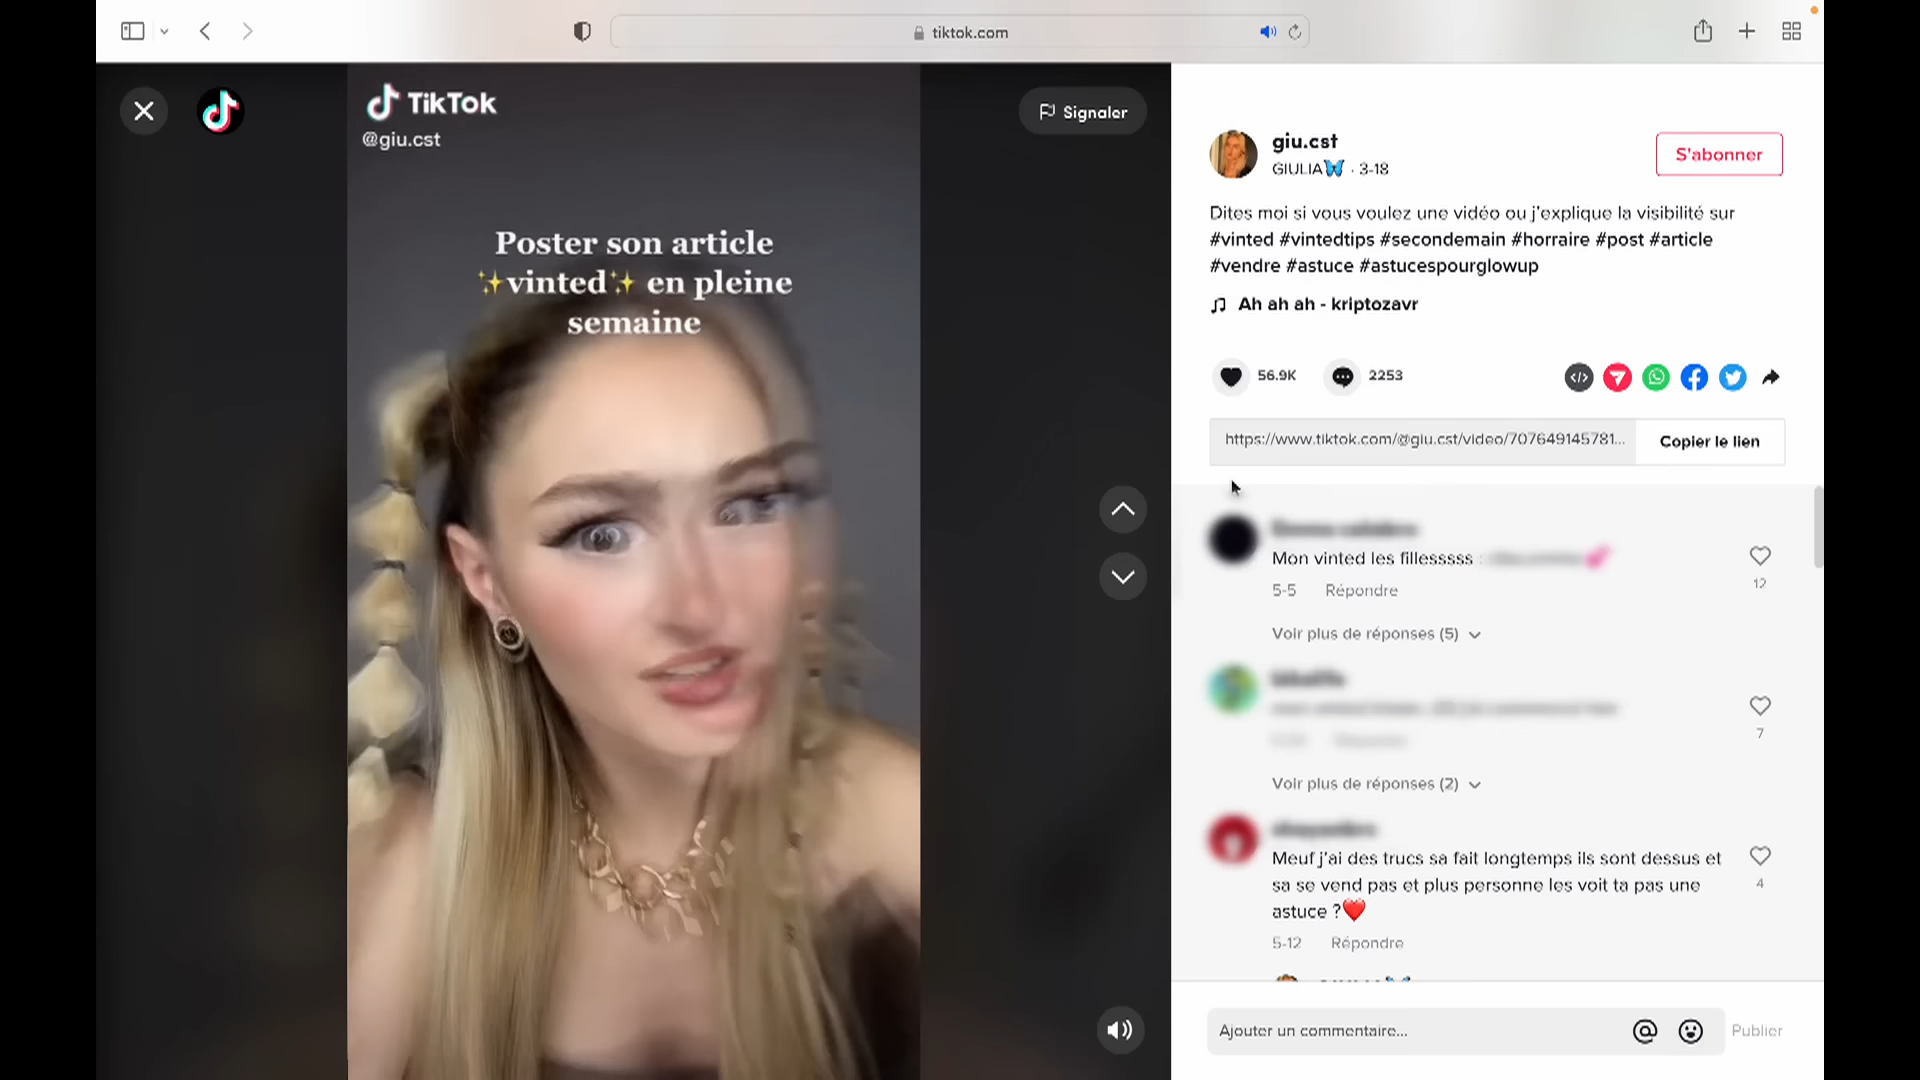 tiktok.com
TikTok
@giu.cst
Signaler
Poster son article
✨vinted✨ en pleine
semaine
giu.cst
GIULIA🦋 · 3-18
S'abonner
Dites moi si vous voulez une vidéo ou j'explique la visibilité sur
#vinted #vintedtips #secondemain #horraire #post #article
#vendre #astuce #astucespourglowup
Ah ah ah - kriptozavr
56.9K
2253
https://www.tiktok.com/@giu.cst/video/707649145781...
Copier le lien
Mon vinted les fillesssss
12
5-5 Répondre
Voir plus de réponses (5)
7
Voir plus de réponses (2)
Meuf j'ai des trucs sa fait longtemps ils sont dessus et
sa se vend pas et plus personne les voit ta pas une
astuce ?❤️
4
5-12 Répondre
Ajouter un commentaire...
Publier